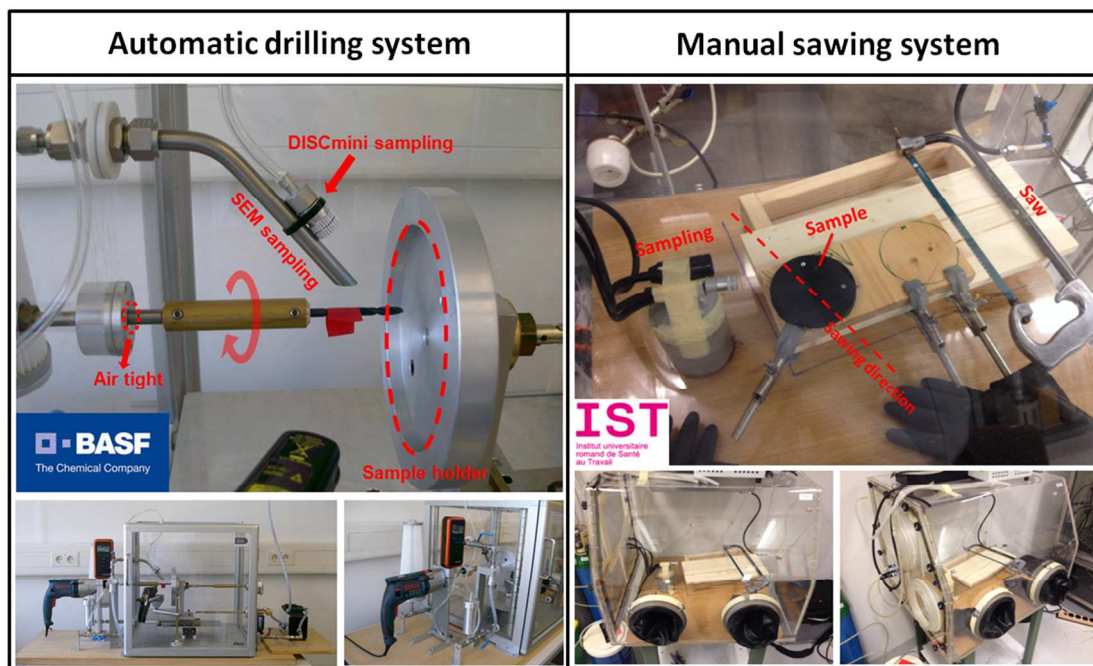 Automatic drilling system
Manual sawing system
DISCmini sampling
SEM sampling
Air tight
Sample holder
BASF
The Chemical Company
Sampling
Sample
Saw
Sawing direction
IST
Institut universitaire
romand de Santé
au Travail